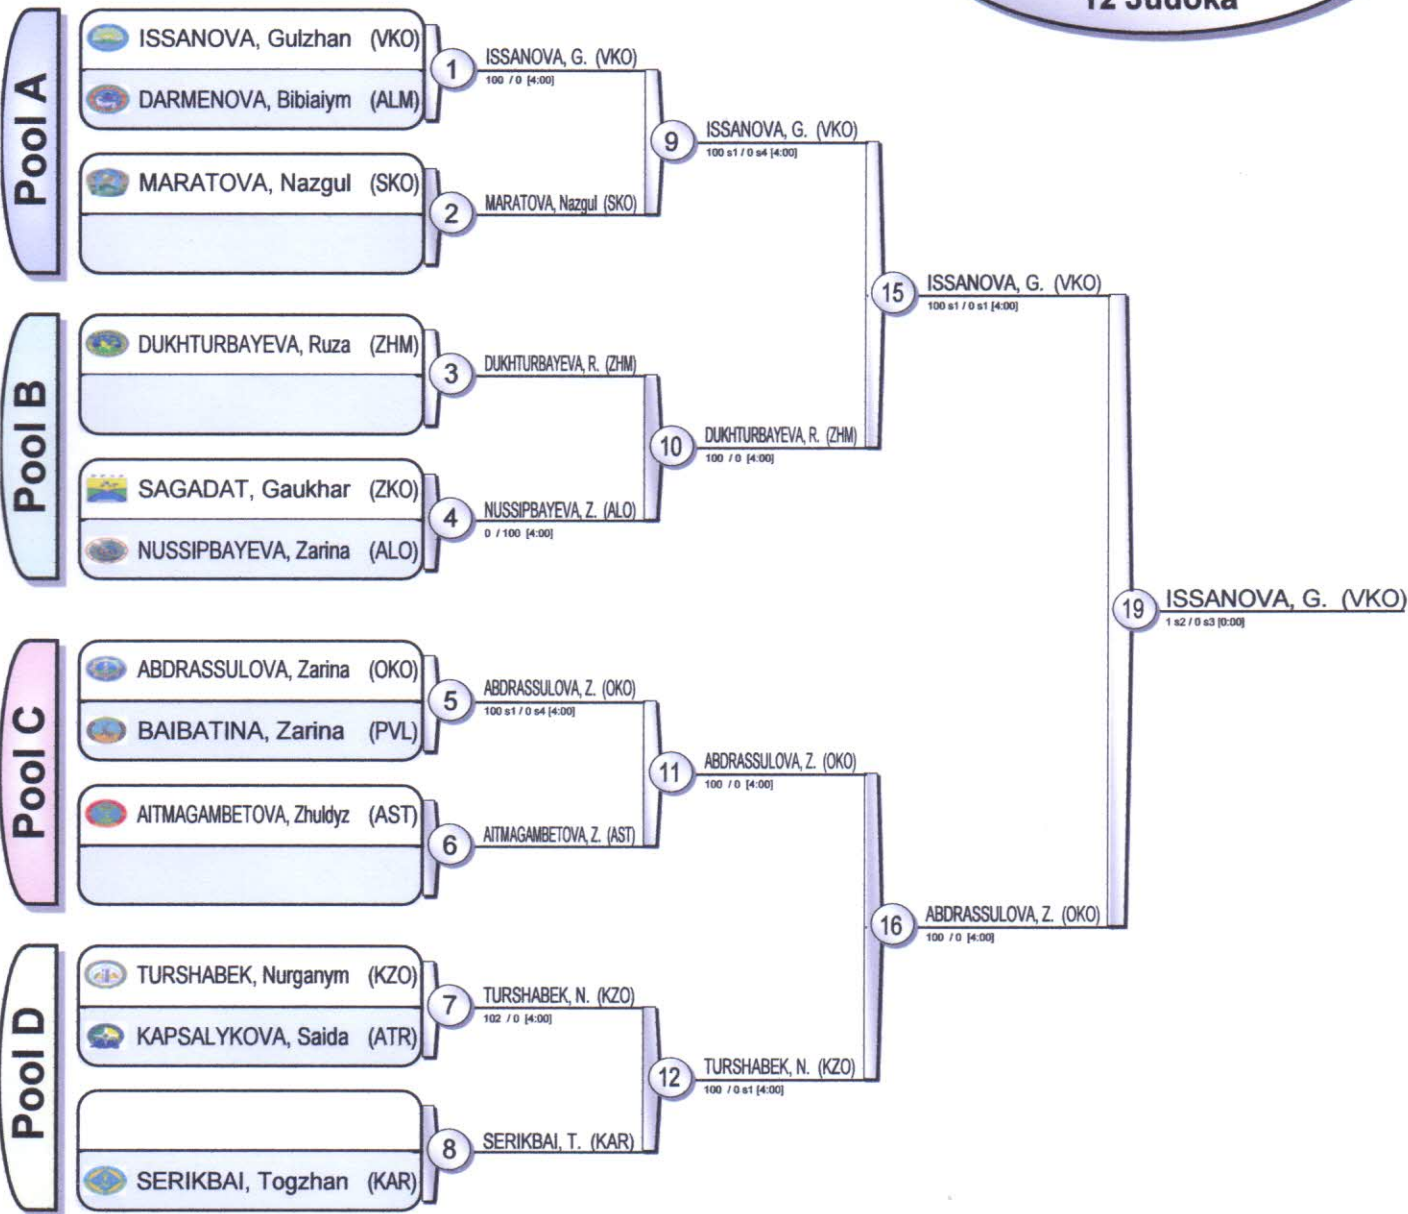 12 Judoka
Pool A
ISSANOVA, Gulzhan (VKO)
DARMENOVA, Bibiaiym (ALM)
MARATOVA, Nazgul (SKO)
1
ISSANOVA, G. (VKO)
100 / 0 [4:00]
2
MARATOVA, Nazgul (SKO)
9
ISSANOVA, G. (VKO)
100 s1 / 0 s4 [4:00]
Pool B
DUKHTURBAYEVA, Ruza (ZHM)
SAGADAT, Gaukhar (ZKO)
NUSSIPBAYEVA, Zarina (ALO)
3
DUKHTURBAYEVA, R. (ZHM)
4
NUSSIPBAYEVA, Z. (ALO)
0 / 100 [4:00]
10
DUKHTURBAYEVA, R. (ZHM)
100 / 0 [4:00]
15
ISSANOVA, G. (VKO)
100 s1 / 0 s1 [4:00]
Pool C
ABDRASSULOVA, Zarina (OKO)
BAIBATINA, Zarina (PVL)
AITMAGAMBETOVA, Zhuldyz (AST)
5
ABDRASSULOVA, Z. (OKO)
100 s1 / 0 s4 [4:00]
6
AITMAGAMBETOVA, Z. (AST)
11
ABDRASSULOVA, Z. (OKO)
100 / 0 [4:00]
Pool D
TURSHABEK, Nurganym (KZO)
KAPSALYKOVA, Saida (ATR)
SERIKBAI, Togzhan (KAR)
7
TURSHABEK, N. (KZO)
102 / 0 [4:00]
8
SERIKBAI, T. (KAR)
12
TURSHABEK, N. (KZO)
100 / 0 s1 [4:00]
16
ABDRASSULOVA, Z. (OKO)
100 / 0 [4:00]
19
ISSANOVA, G. (VKO)
1 s2 / 0 s3 [0:00]